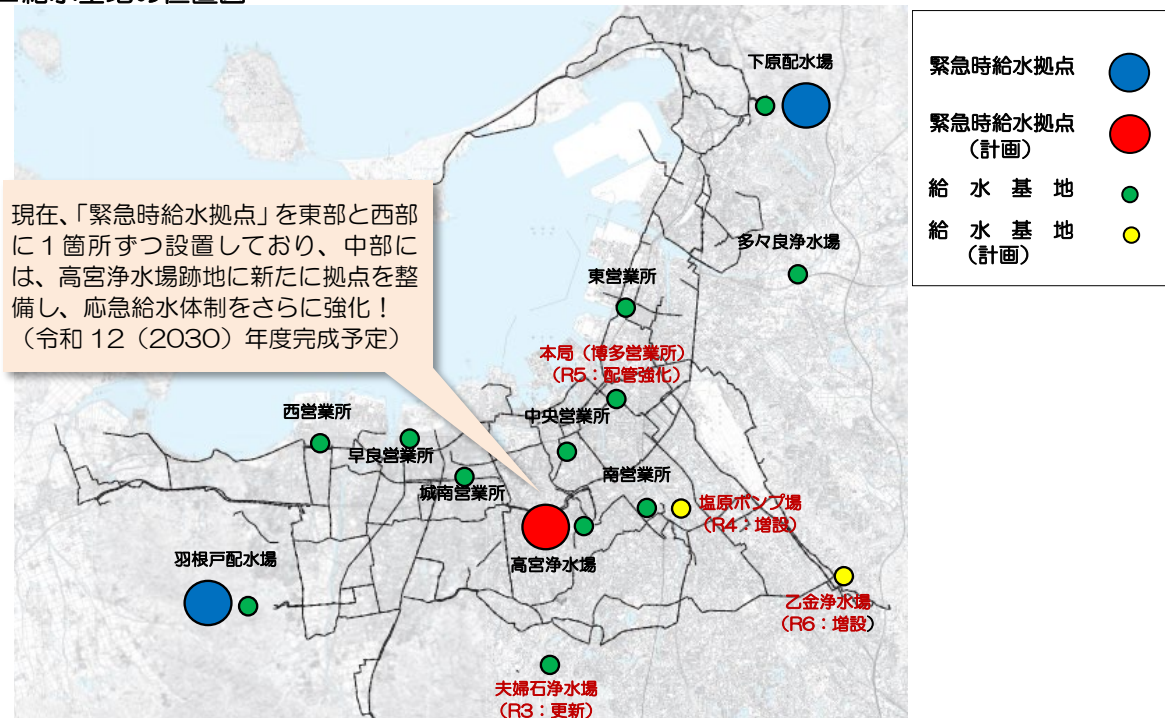 下原配水場
緊急時給水拠点
緊急時給水拠点
(計画)
給水基地
給水基地
(計画)
現在、「緊急時給水拠点」を東部と西部
に1箇所ずつ設置しており、中部に
は、高宮浄水場跡地に新たに拠点を整
備し、応急給水体制をさらに強化！
（令和 12（2030）年度完成予定）
多々良浄水場
東営業所
本局（博多営業所）
（R5：配管強化）
西営業所
中央営業所
早良営業所
城南営業所
南営業所
塩原ポンプ場
（R4：増設）
高宮浄水場
羽根戸配水場
乙金浄水場
（R6：増設）
夫婦石浄水場
（R3：更新）